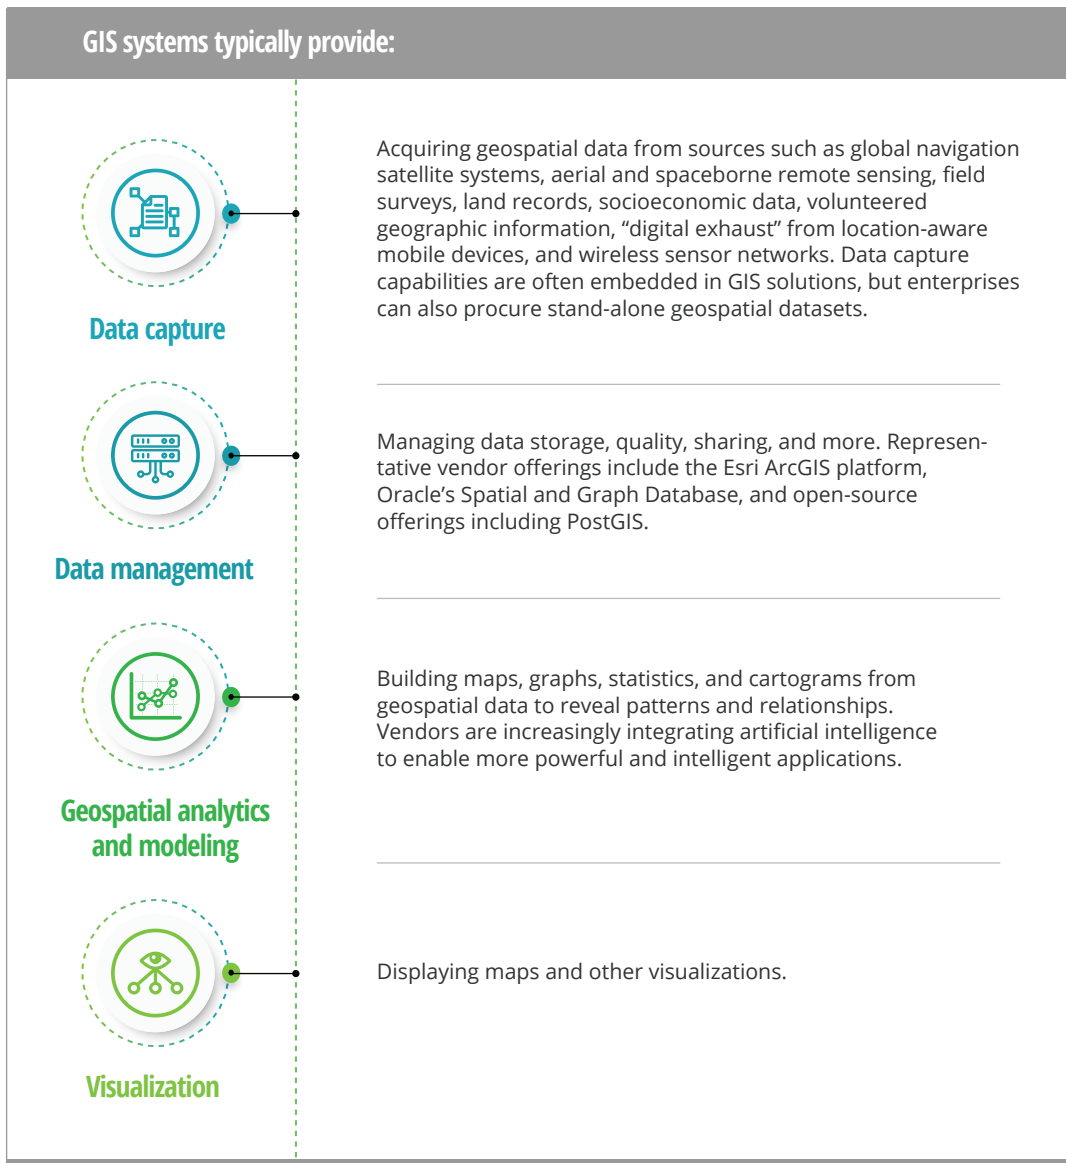 GIS systems typically provide:
Acquiring geospatial data from sources such as global navigation
satellite systems, aerial and spaceborne remote sensing, field
surveys, land records, socioeconomic data, volunteered
geographic information, “digital exhaust” from location-aware
mobile devices, and wireless sensor networks. Data capture
capabilities are often embedded in GIS solutions, but enterprises
can also procure stand-alone geospatial datasets.
Data capture
Managing data storage, quality, sharing, and more. Represen-
tative vendor offerings include the Esri ArcGIS platform,
Oracle’s Spatial and Graph Database, and open-source
offerings including PostGIS.
Data management
Building maps, graphs, statistics, and cartograms from
geospatial data to reveal patterns and relationships.
Vendors are increasingly integrating artificial intelligence
to enable more powerful and intelligent applications.
Geospatial analytics
and modeling
Displaying maps and other visualizations.
Visualization